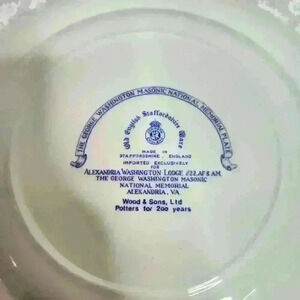 THE GEORGE WASHINGTON MASONIC NATIONAL MEMORIAL PLATE
Old English Staffordshire Ware
MADE IN
STAFFORDSHIRE, ENGLAND
IMPORTED EXCLUSIVELY
FOR
ALEXANDRIA WASHINGTON LODGE #22, AF & AM,
THE GEORGE WASHINGTON MASONIC
NATIONAL MEMORIAL
ALEXANDRIA, VA
Wood & Sons, Ltd
Potters for 200 years